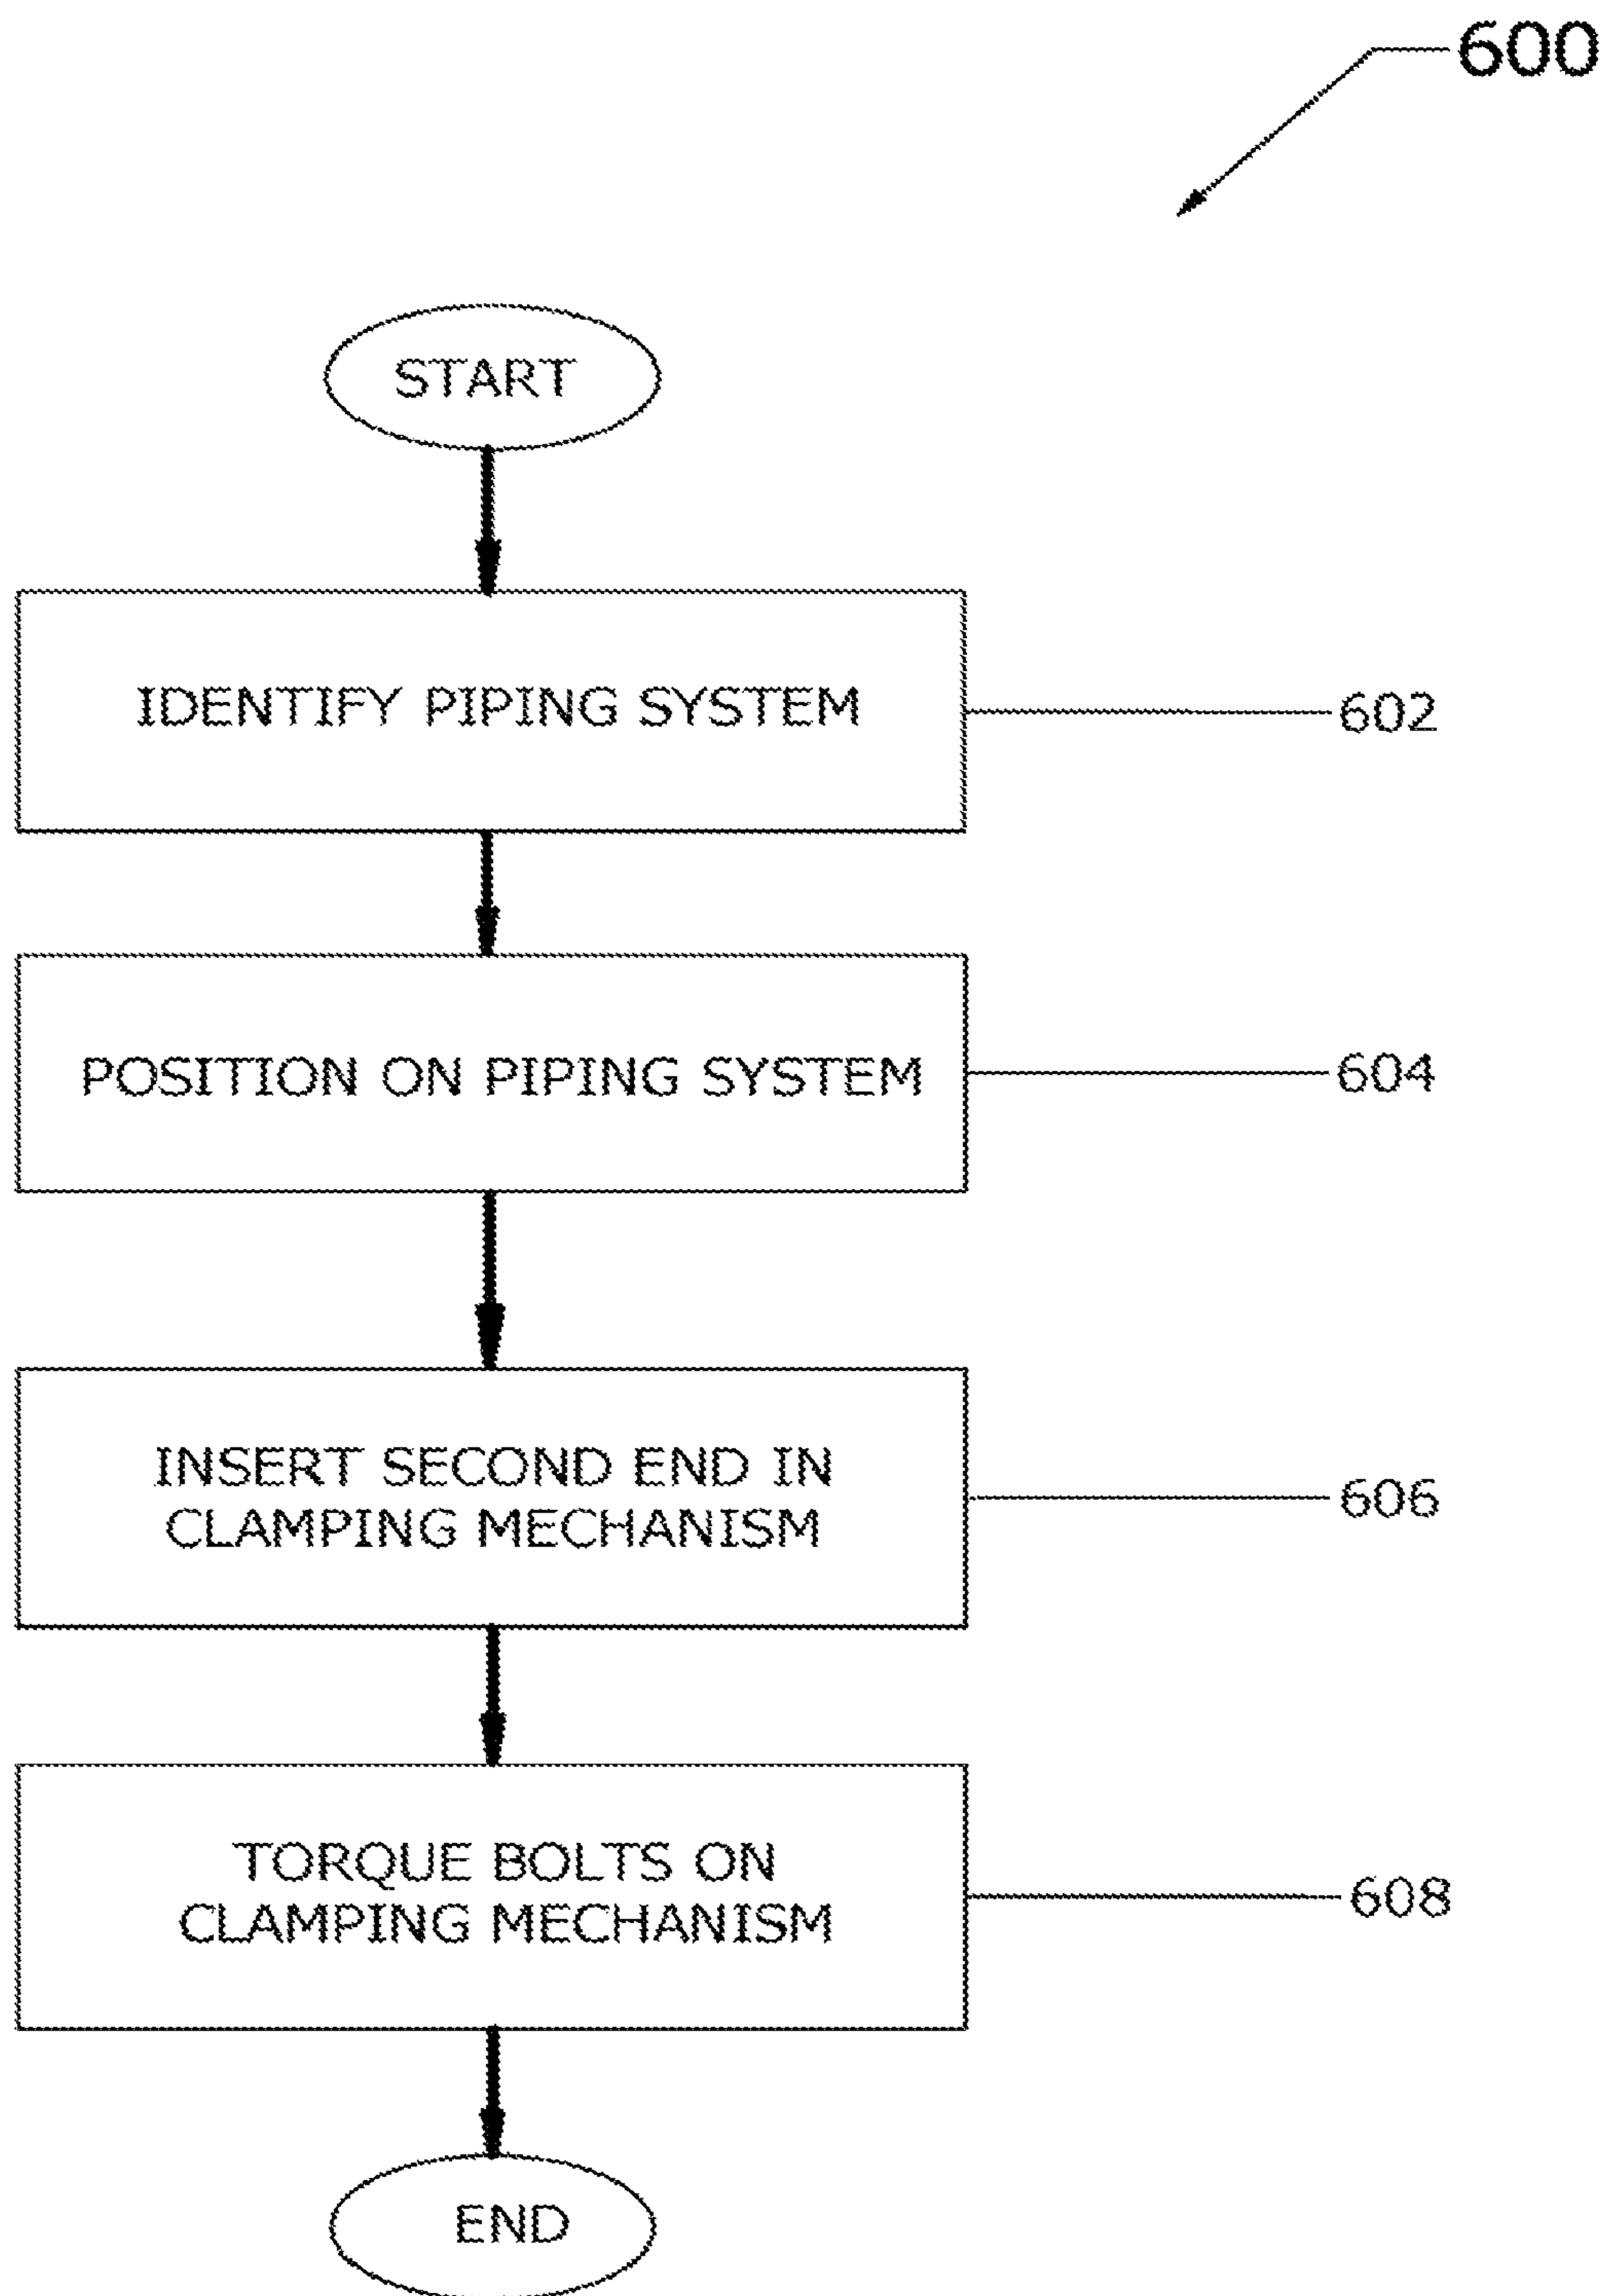 600
START
IDENTIFY PIPING SYSTEM
602
POSITION ON PIPING SYSTEM
604
INSERT SECOND END IN
CLAMPING MECHANISM
606
TORQUE BOLTS ON
CLAMPING MECHANISM
608
END